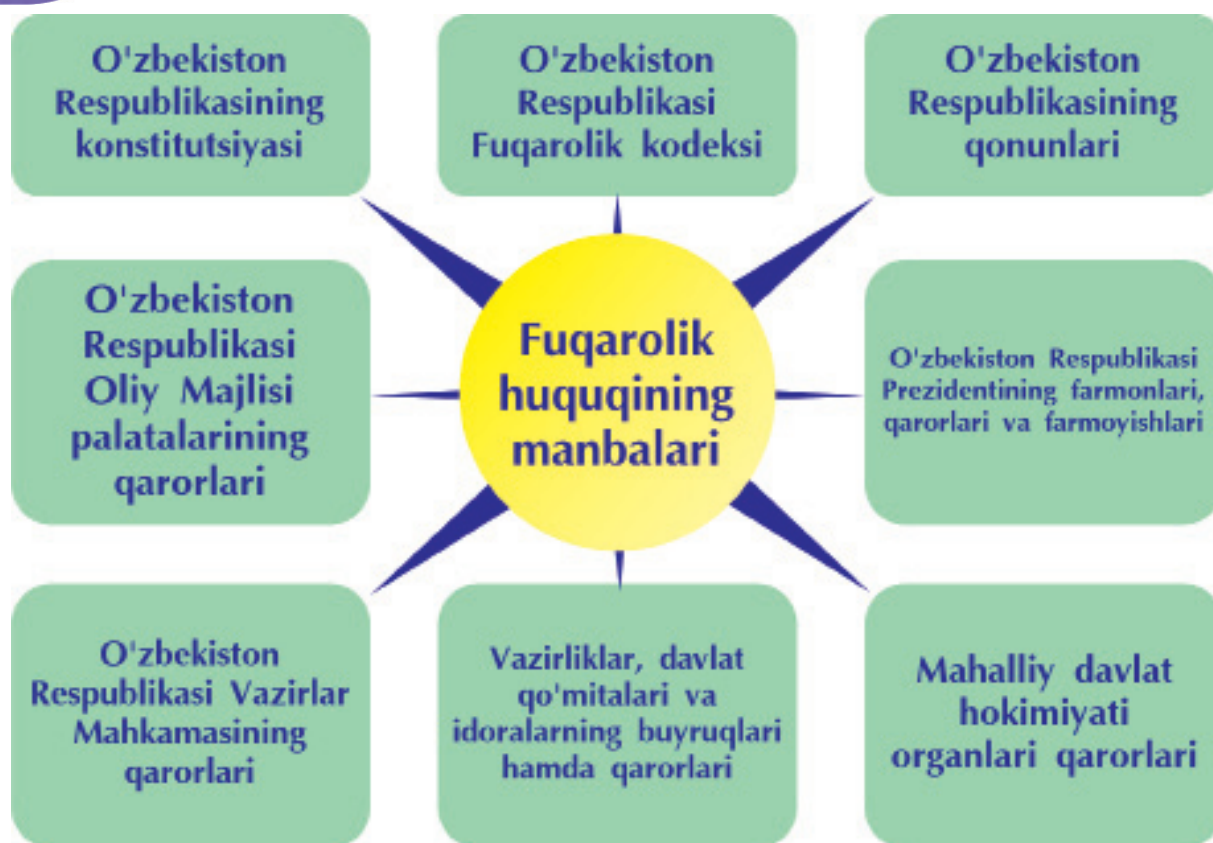 O'zbekiston
Respublikasining
konstitutsiyasi
O'zbekiston
Respublikasi
Fuqarolik kodeksi
O'zbekiston
Respublikasining
qonunlari
O'zbekiston
Respublikasi
Oliy Majlisi
palatalarining
qarorlari
Fuqarolik
huquqining
manbalari
O'zbekiston Respublikasi
Prezidentining farmonlari,
qarorlari va farmoyishlari
O'zbekiston
Respublikasi Vazirlar
Mahkamasining
qarorlari
Vazirliklar, davlat
qo'mitalari va
idoralarning buyruqlari
hamda qarorlari
Mahalliy davlat
hokimiyati
organlari qarorlari